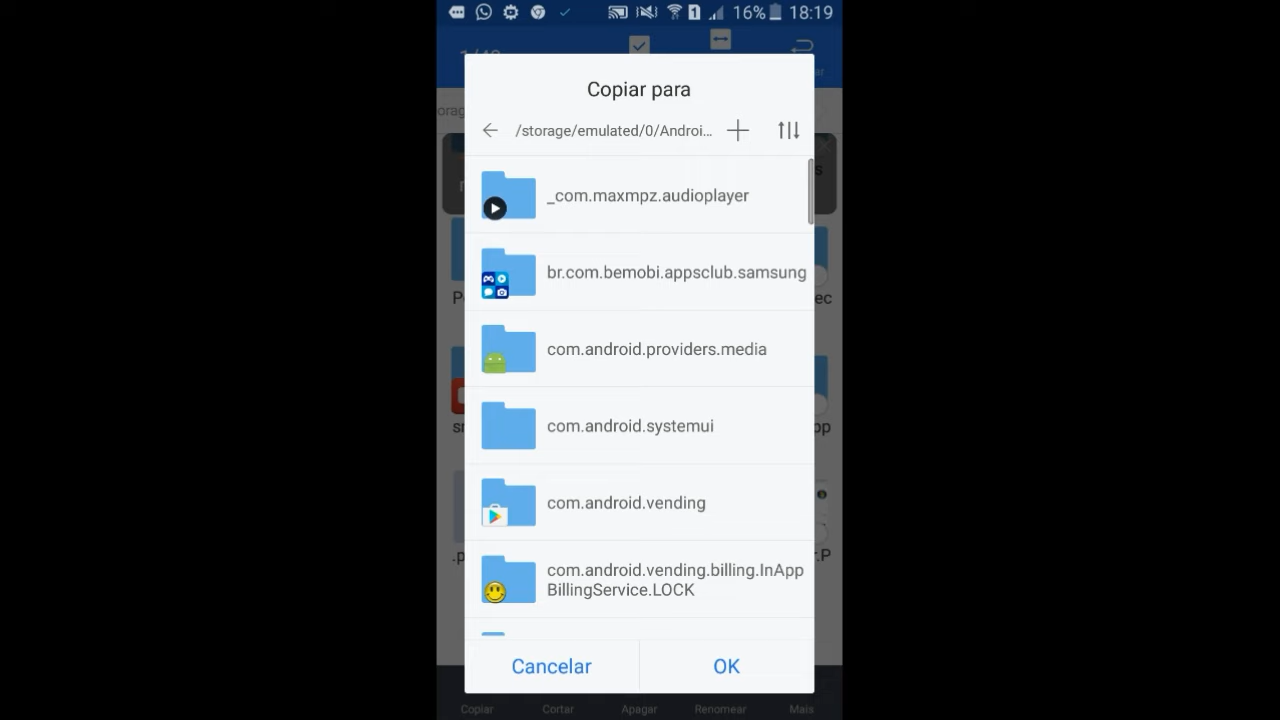 16% 18:19
Copiar para
/storage/emulated/0/Androi...
_com.maxmpz.audioplayer
br.com.bemobi.appsclub.samsung
com.android.providers.media
com.android.systemui
com.android.vending
com.android.vending.billing.InApp
BillingService.LOCK
Cancelar OK
Copiar Cortar Apagar Renomear Mais